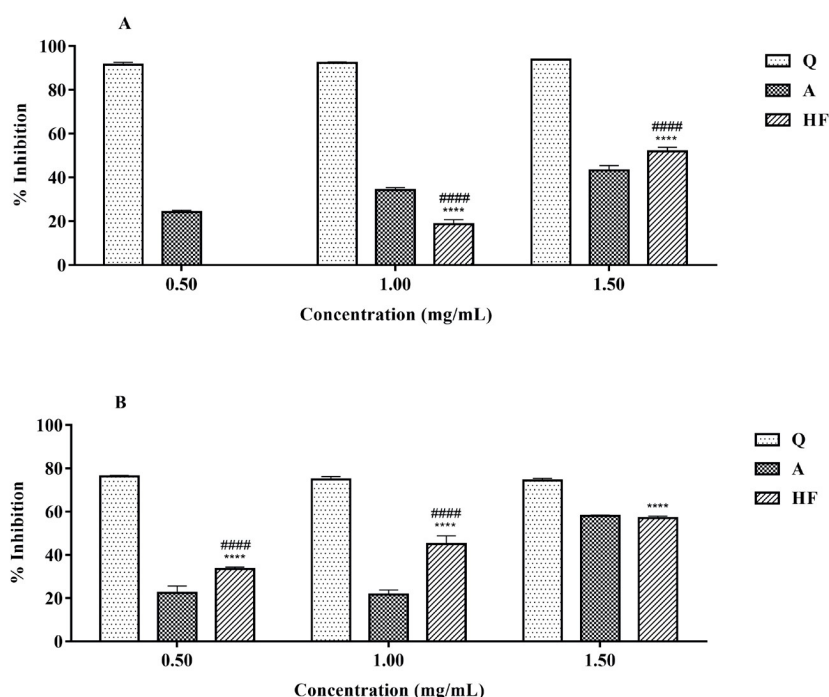 A
100
80
60
40
20
0
% Inhibition
####
****
####
****
0.50 1.00 1.50
Concentration (mg/mL)
Q
A
HF
B
100
80
60
40
20
0
% Inhibition
####
****
####
****
****
0.50 1.00 1.50
Concentration (mg/mL)
Q
A
HF